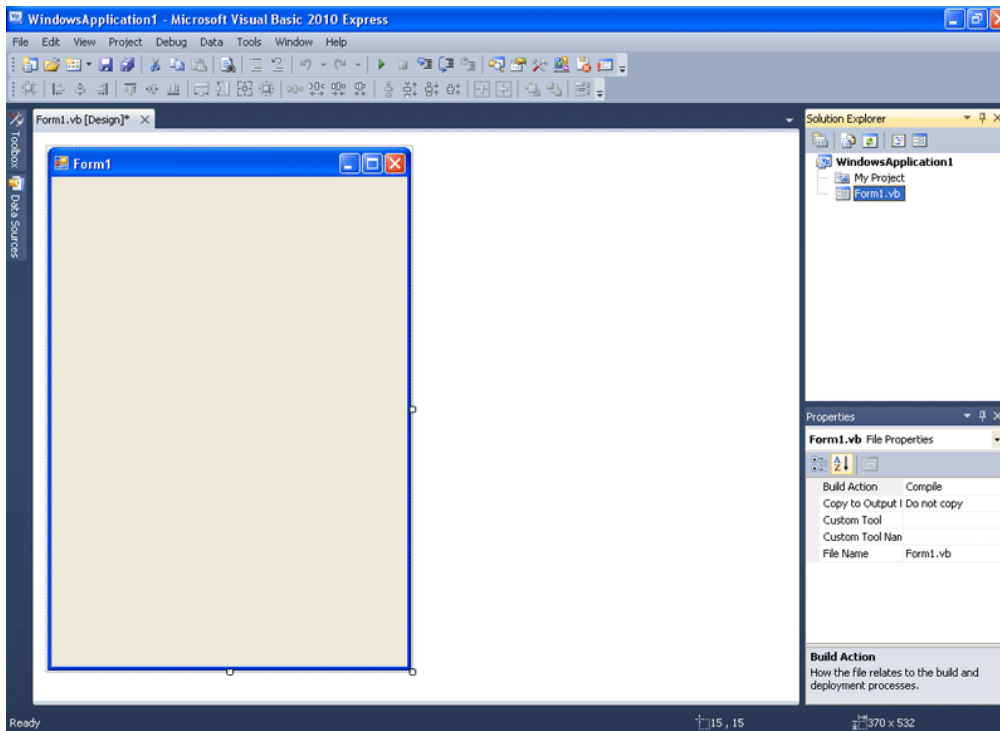 WindowsApplication1 - Microsoft Visual Basic 2010 Express
File Edit View Project Debug Data Tools Window Help
Form1.vb [Design]*
Toolbox
Data Sources
Form1
Solution Explorer
WindowsApplication1
My Project
Form1.vb
Properties
Form1.vb File Properties
Build Action Compile
Copy to Output I Do not copy
Custom Tool
Custom Tool Nan
File Name Form1.vb
Build Action
How the file relates to the build and
deployment processes.
Ready
15 , 15
370 x 532